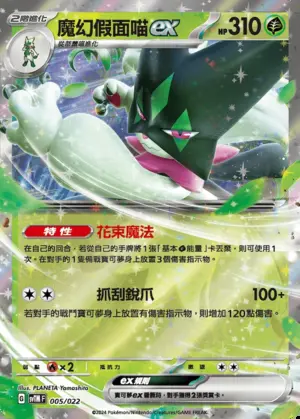 2階進化
魔幻假面喵ex
HP310
從蒂蕾喵進化
特性 花束魔法
在自己的回合,若從自己的手牌將1張「基本能量」卡丟棄,則可使用1
次。在對手的1隻備戰寶可夢身上放置3個傷害指示物。
抓刮銳爪 100+
若對手的戰鬥寶可夢身上放置有傷害指示物,則增加120點傷害。
弱點 ×2 抵抗力 撤退
ex規則
Illus. PLANETA Yamashita
G 005/022
寶可夢ex昏厥時,對手獲得2張獎賞卡。
©2024 Pokémon/Nintendo/Creatures/GAME FREAK